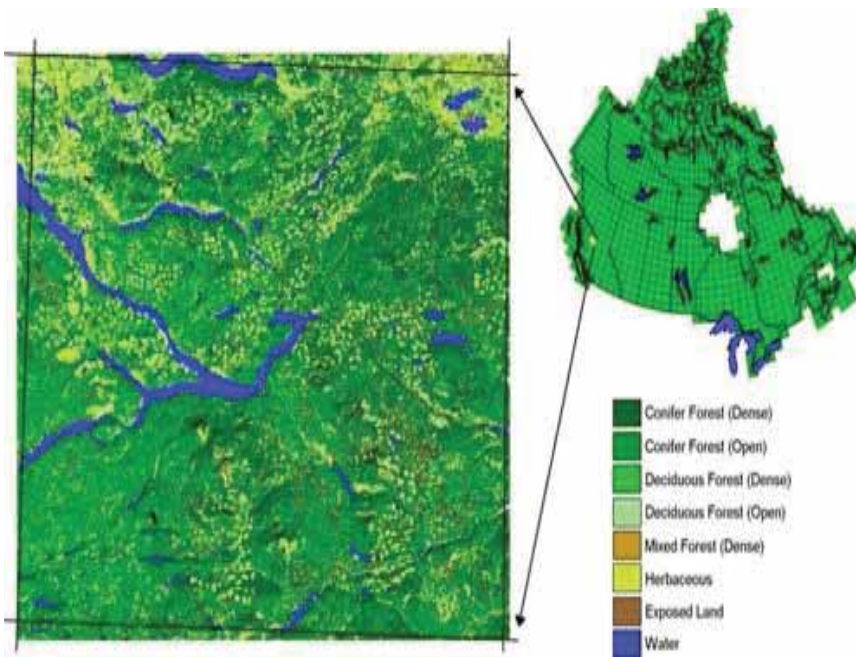 Conifer Forest (Dense)
Conifer Forest (Open)
Deciduous Forest (Dense)
Deciduous Forest (Open)
Mixed Forest (Dense)
Herbaceous
Exposed Land
Water